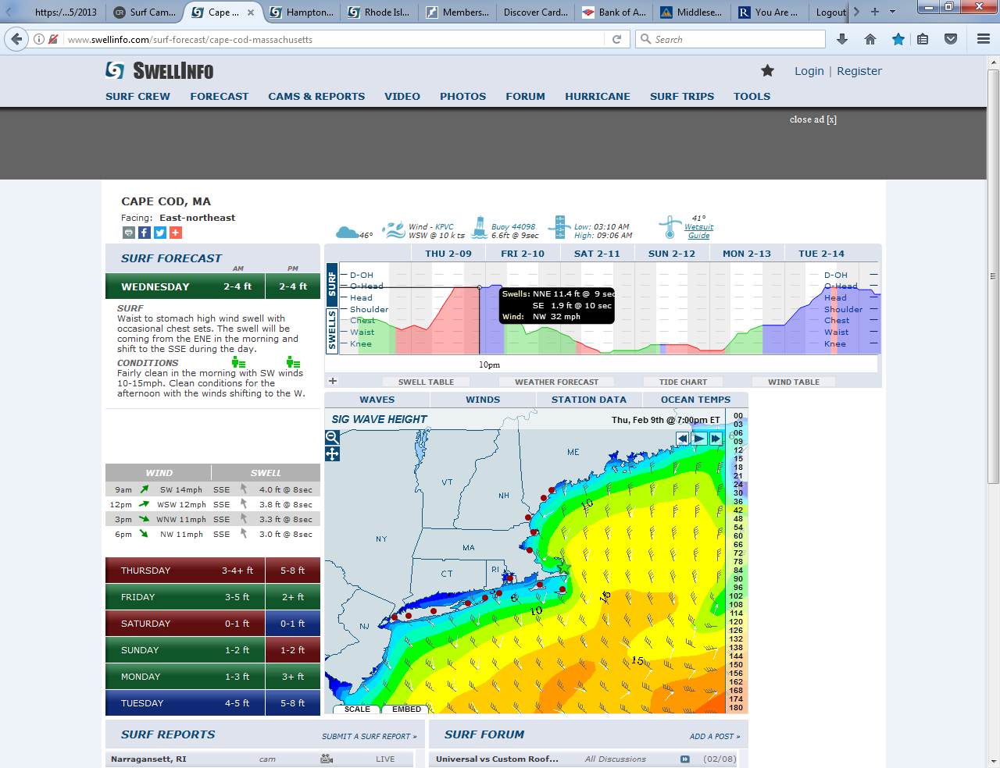 https:/...5/2013
Surf Cam...
Cape ...
Hampton...
Rhode Isl...
Members...
Discover Card...
Bank of A...
Middlese...
You Are ...
Logout
www.swellinfo.com/surf-forecast/cape-cod-massachusetts
Search
SWELLINFO
Login | Register
SURF CREW FORECAST CAMS & REPORTS VIDEO PHOTOS FORUM HURRICANE SURF TRIPS TOOLS
close ad [x]
CAPE COD, MA
Facing: East-northeast
46°
Wind - KPVC
WSW @ 10 k ts
Buoy 44098
6.6ft @ 9sec
Low: 03:10 AM
High: 09:06 AM
41°
Wetsuit
Guide
SURF FORECAST
AM PM
WEDNESDAY 2-4 ft 2-4 ft
SURF
Waist to stomach high wind swell with
occasional chest sets. The swell will be
coming from the ENE in the morning and
shift to the SSE during the day.
CONDITIONS
Fairly clean in the morning with SW winds
10-15mph. Clean conditions for the
afternoon with the winds shifting to the W.
WIND SWELL
9am SW 14mph SSE 4.0 ft @ 8sec
12pm WSW 12mph SSE 3.8 ft @ 8sec
3pm WNW 11mph SSE 3.3 ft @ 8sec
6pm NW 11mph SSE 3.0 ft @ 8sec
THURSDAY 3-4+ ft 5-8 ft
FRIDAY 3-5 ft 2+ ft
SATURDAY 0-1 ft 0-1 ft
SUNDAY 1-2 ft 1-2 ft
MONDAY 1-3 ft 3+ ft
TUESDAY 4-5 ft 5-8 ft
THU 2-09 FRI 2-10 SAT 2-11 SUN 2-12 MON 2-13 TUE 2-14
SURF
SWELLS
D-OH D-OH
O-Head O-Head
Head Head
Shoulder Shoulder
Chest Chest
Waist Waist
Knee Knee
Swells: NNE 11.4 ft @ 9 sec
SE 1.9 ft @ 10 sec
Wind: NW 32 mph
10pm
SWELL TABLE WEATHER FORECAST TIDE CHART WIND TABLE
WAVES WINDS STATION DATA OCEAN TEMPS
SIG WAVE HEIGHT
Thu, Feb 9th @ 7:00pm ET
ME
VT
NH
NY
MA
CT
RI
NJ
10
6
10
15
15
6
00
03
06
09
12
15
18
21
24
30
36
42
48
54
60
66
72
78
84
90
96
102
108
114
120
126
132
138
144
150
156
162
168
174
180
SCALE EMBED
SURF REPORTS SUBMIT A SURF REPORT »
Narragansett, RI cam LIVE
SURF FORUM ADD A POST »
Universal vs Custom Roof... All Discussions (02/08)